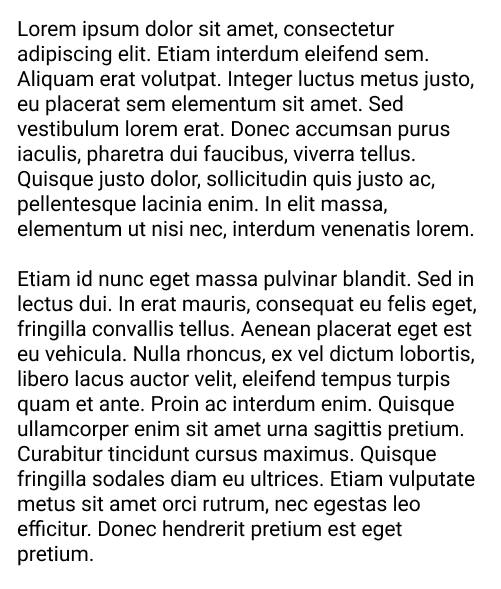 Lorem ipsum dolor sit amet, consectetur
adipiscing elit. Etiam interdum eleifend sem.
Aliquam erat volutpat. Integer luctus metus justo,
eu placerat sem elementum sit amet. Sed
vestibulum lorem erat. Donec accumsan purus
iaculis, pharetra dui faucibus, viverra tellus.
Quisque justo dolor, sollicitudin quis justo ac,
pellentesque lacinia enim. In elit massa,
elementum ut nisi nec, interdum venenatis lorem.

Etiam id nunc eget massa pulvinar blandit. Sed in
lectus dui. In erat mauris, consequat eu felis eget,
fringilla convallis tellus. Aenean placerat eget est
eu vehicula. Nulla rhoncus, ex vel dictum lobortis,
libero lacus auctor velit, eleifend tempus turpis
quam et ante. Proin ac interdum enim. Quisque
ullamcorper enim sit amet urna sagittis pretium.
Curabitur tincidunt cursus maximus. Quisque
fringilla sodales diam eu ultrices. Etiam vulputate
metus sit amet orci rutrum, nec egestas leo
efficitur. Donec hendrerit pretium est eget
pretium.